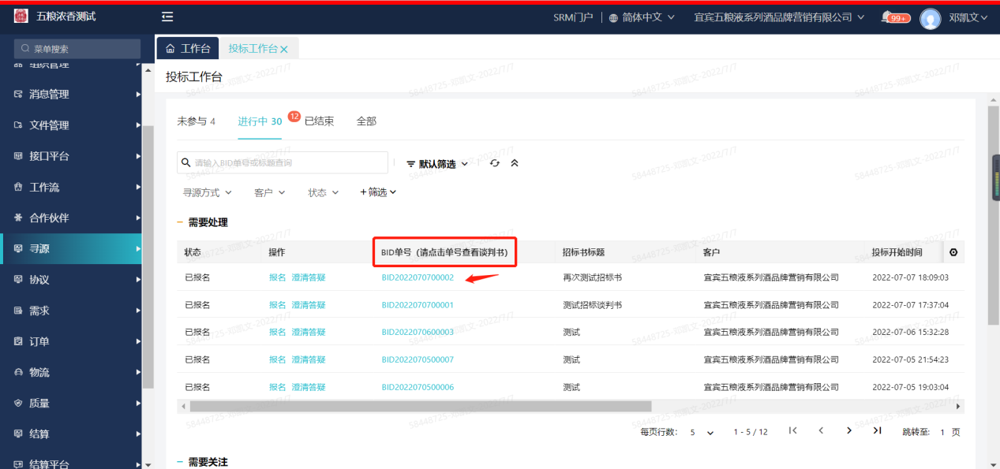 五粮浓香测试
SRM门户 简体中文 宜宾五粮液系列酒品牌营销有限公司 99+ 邓凯文
菜单搜索
组织管理
消息管理
文件管理
接口平台
工作流
合作伙伴
寻源
协议
需求
订单
物流
质量
结算
结算平台
工作台 投标工作台
投标工作台
未参与 4 进行中 30 12 已结束 全部
请输入BID单号或标题查询 默认筛选
寻源方式 客户 状态 +筛选
需要处理
状态 操作 BID单号（请点击单号查看谈判书） 招标书标题 客户 投标开始时间
已报名 报名 澄清答疑 BID2022070700002 再次测试招标书 宜宾五粮液系列酒品牌营销有限公司 2022-07-07 18:09:03
已报名 报名 澄清答疑 BID2022070700001 测试招标谈判书 宜宾五粮液系列酒品牌营销有限公司 2022-07-07 17:37:04
已报名 报名 澄清答疑 BID2022070600003 测试 宜宾五粮液系列酒品牌营销有限公司 2022-07-06 15:32:28
已报名 报名 澄清答疑 BID2022070500007 测试 宜宾五粮液系列酒品牌营销有限公司 2022-07-05 21:54:23
已报名 报名 澄清答疑 BID2022070500006 测试 宜宾五粮液系列酒品牌营销有限公司 2022-07-05 19:03:04
每页行数: 5 1 - 5 / 12 跳转至: 1 页
需要关注
58448725-邓凯文-2022/7/7